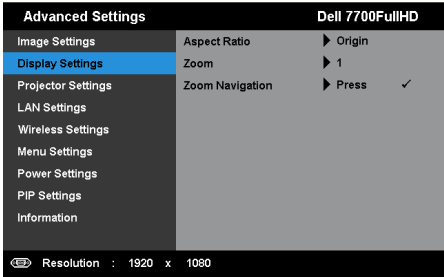 Advanced Settings Dell 7700FullHD
Image Settings Aspect Ratio Origin
Display Settings Zoom 1
Projector Settings Zoom Navigation Press ✓
LAN Settings
Wireless Settings
Menu Settings
Power Settings
PIP Settings
Information
Resolution : 1920 x 1080